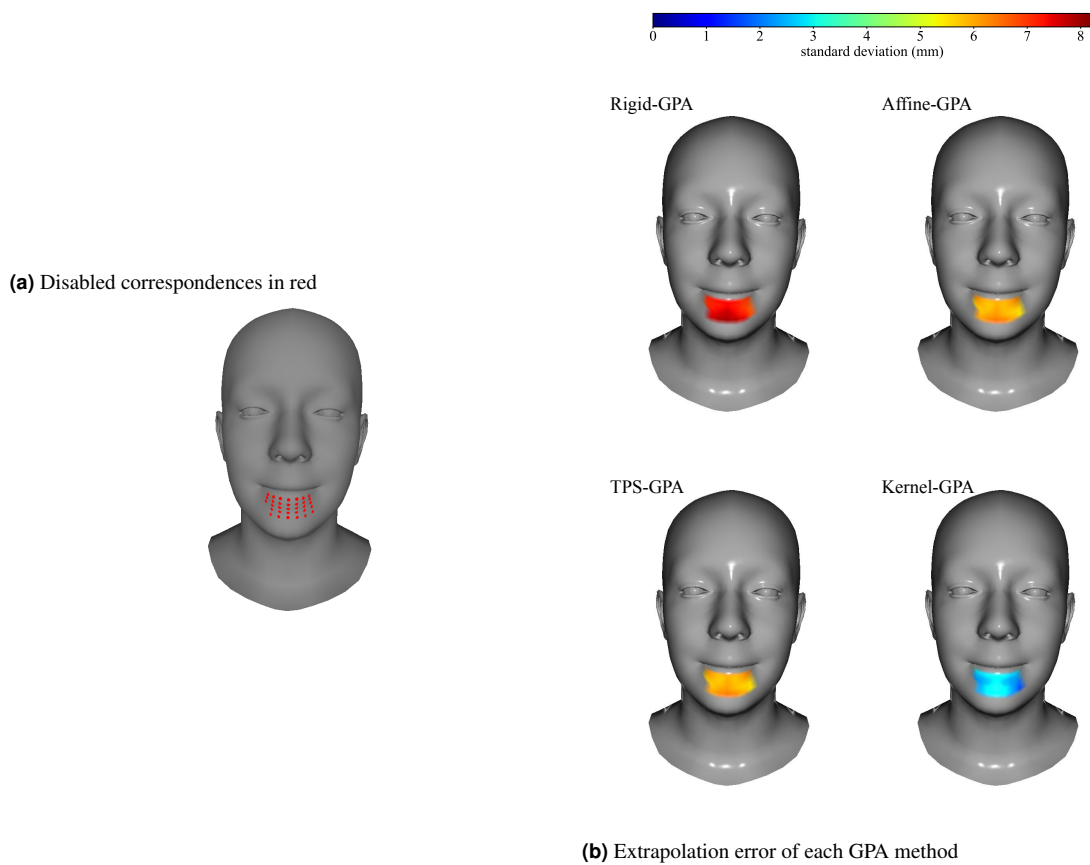 0 1 2 3 4 5 6 7 8
standard deviation (mm)
Rigid-GPA Affine-GPA
(a) Disabled correspondences in red
TPS-GPA Kernel-GPA
(b) Extrapolation error of each GPA method